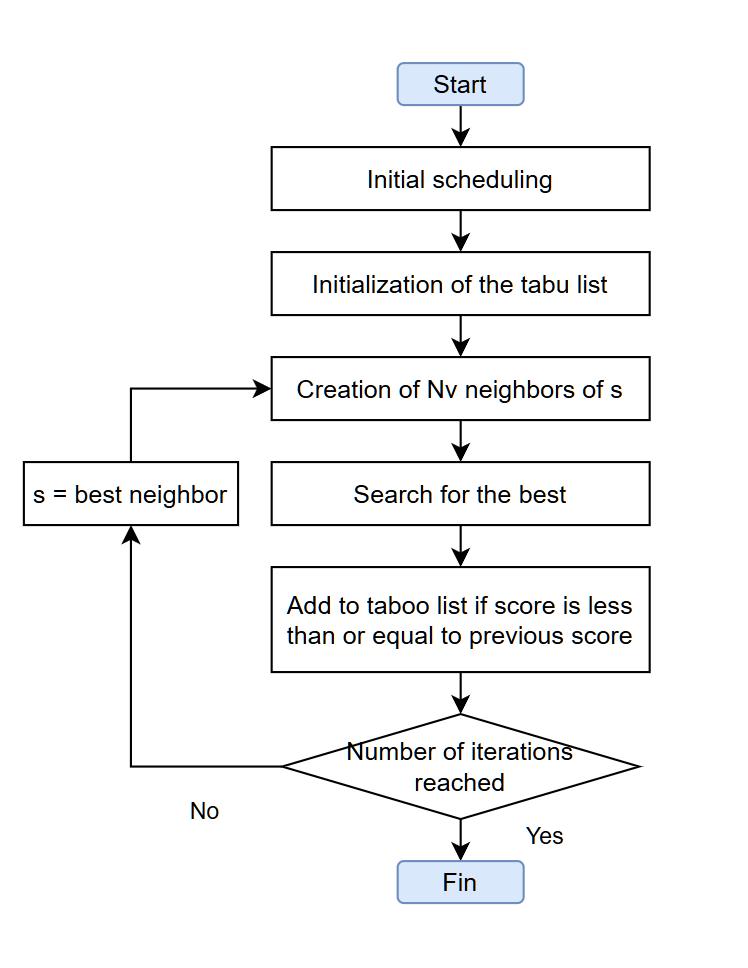 Start
Initial scheduling
Initialization of the tabu list
Creation of Nv neighbors of s
s = best neighbor
Search for the best
Add to taboo list if score is less
than or equal to previous score
Number of iterations
reached
No
Yes
Fin